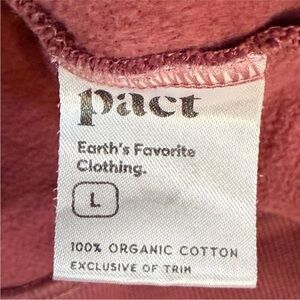 pact
Earth's Favorite
Clothing.
L
100% ORGANIC COTTON
EXCLUSIVE OF TRIM